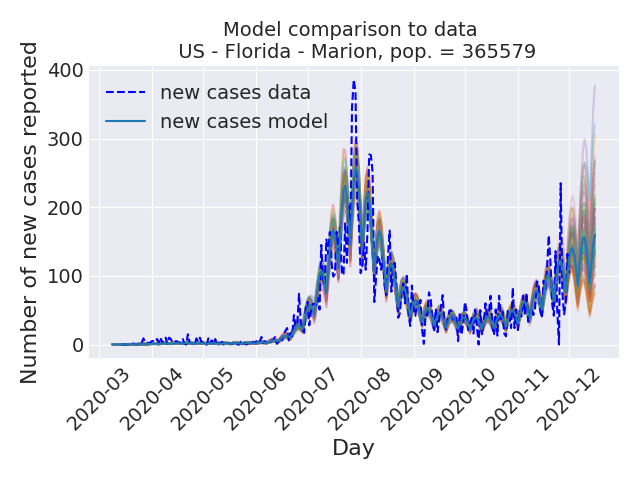 Model comparison to data
US - Florida - Marion, pop. = 365579
Number of new cases reported
400
300
200
100
0
new cases data
new cases model
2020-03
2020-04
2020-05
2020-06
2020-07
2020-08
2020-09
2020-10
2020-11
2020-12
Day